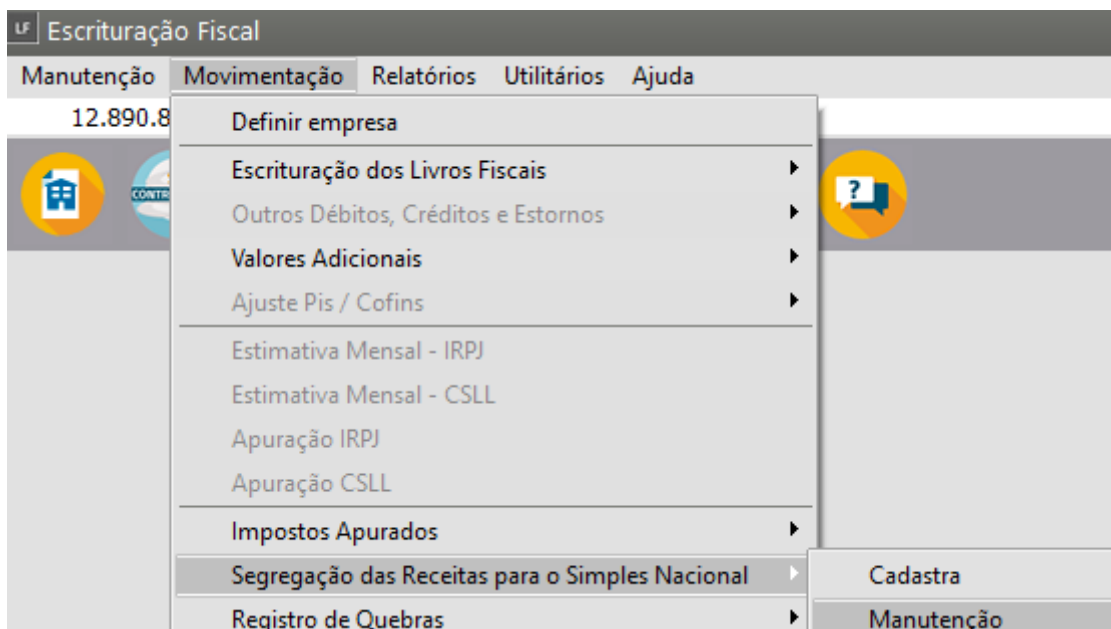 LF Escrituração Fiscal
Manutenção Movimentação Relatórios Utilitários Ajuda
12.890.8
Definir empresa
Escrituração dos Livros Fiscais
Outros Débitos, Créditos e Estornos
Valores Adicionais
Ajuste Pis / Cofins
Estimativa Mensal - IRPJ
Estimativa Mensal - CSLL
Apuração IRPJ
Apuração CSLL
Impostos Apurados
Segregação das Receitas para o Simples Nacional Cadastra
Registro de Quebras Manutenção